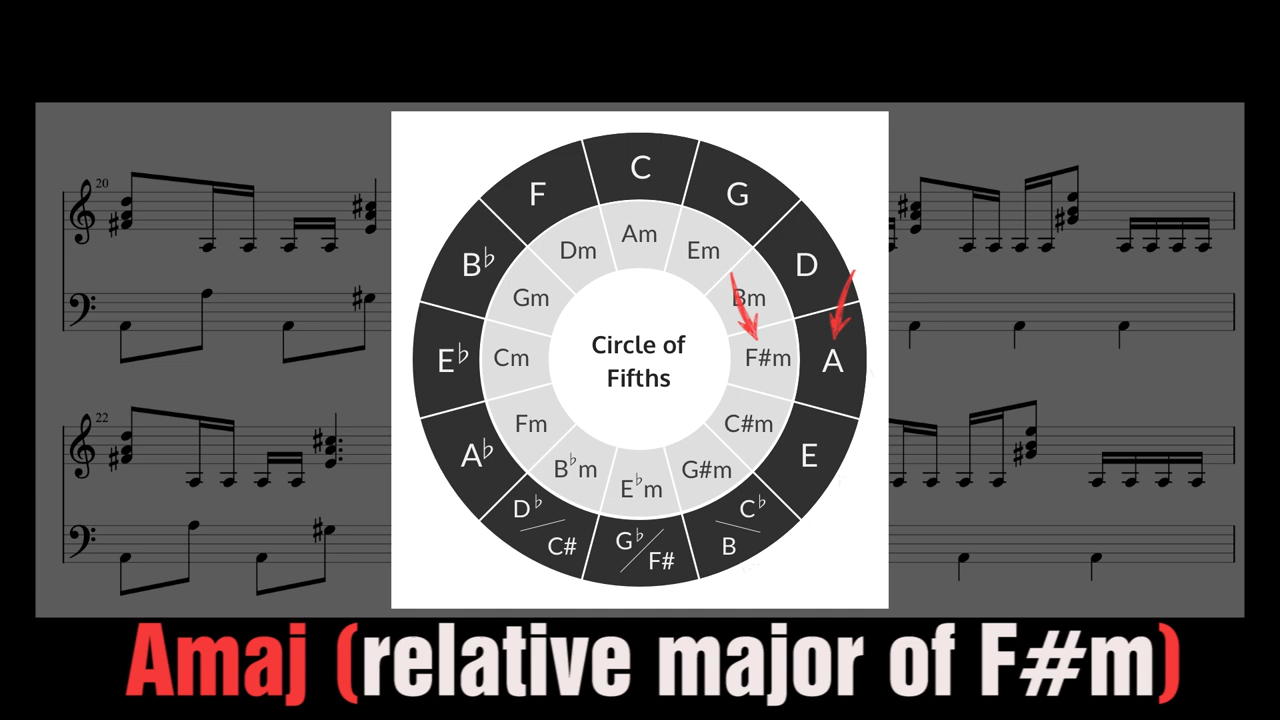 20
22
C
F
G
B♭
D
E♭
A
A♭
E
D♭
C#
G♭
F#
C♭
B
Am
Dm
Em
Gm
Bm
Cm
F#m
Fm
C#m
B♭m
G#m
E♭m
Circle of
Fifths
Amaj (relative major of F#m)